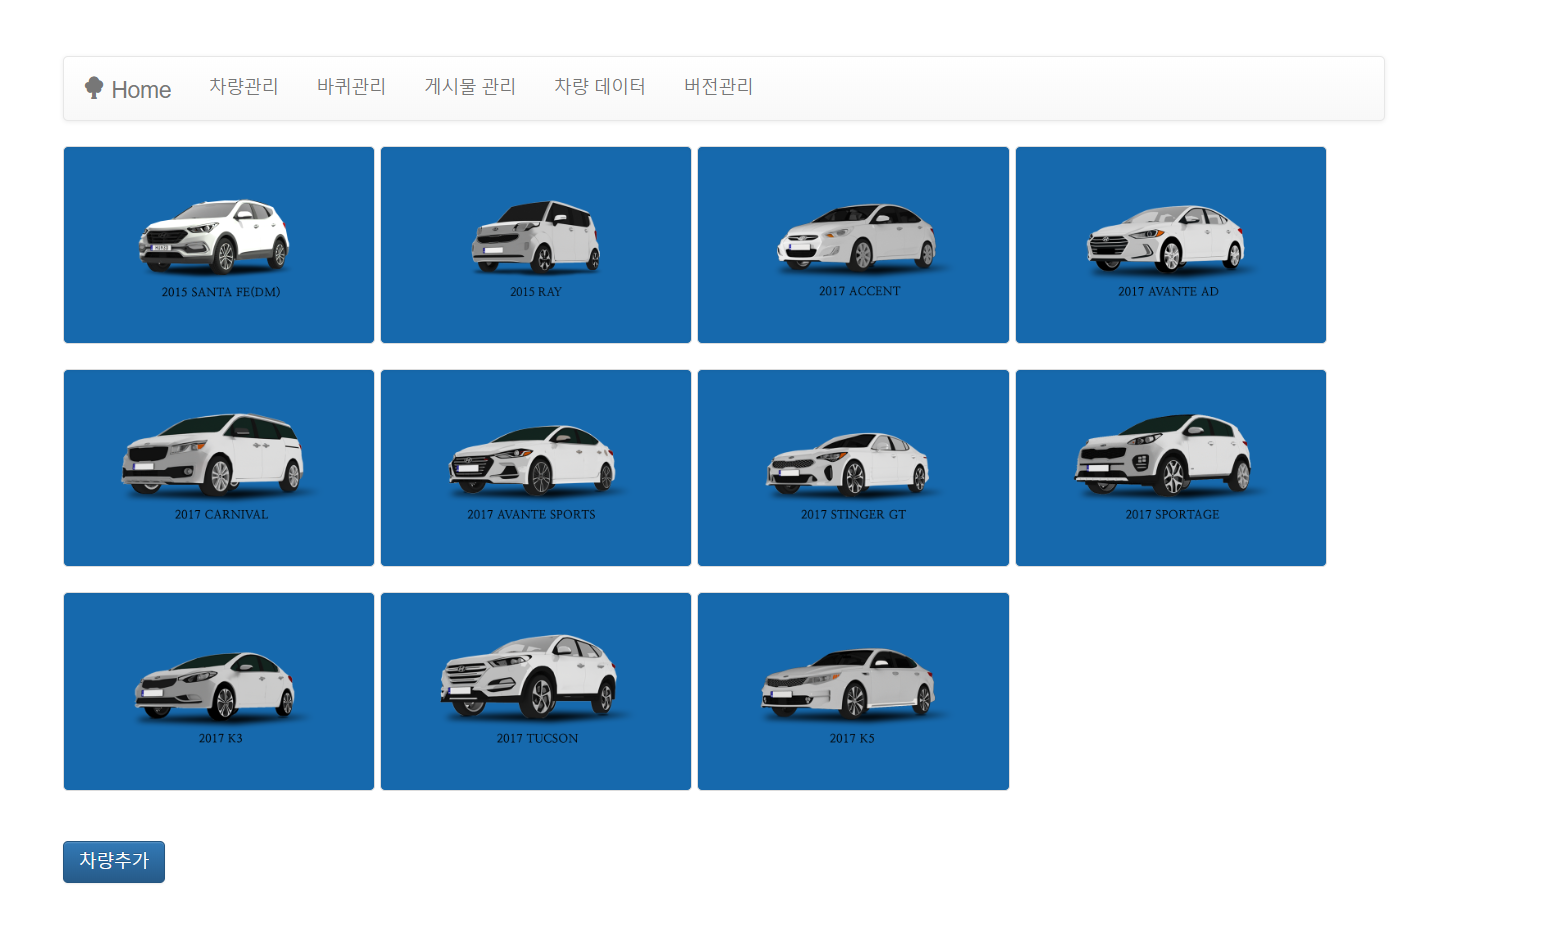 Home 차량관리 바퀴관리 게시물 관리 차량 데이터 버전관리
2015 SANTA FE(DM) 2015 RAY 2017 ACCENT 2017 AVANTE AD
2017 CARNIVAL 2017 AVANTE SPORTS 2017 STINGER GT 2017 SPORTAGE
2017 K3 2017 TUCSON 2017 K5
차량추가